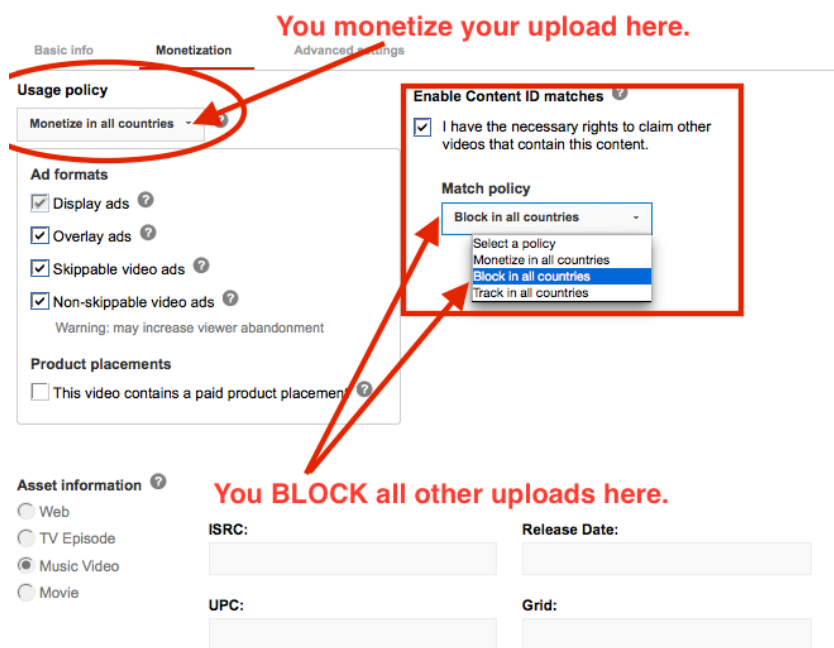 You monetize your upload here.
Basic info Monetization Advanced settings
Usage policy
Monetize in all countries
Ad formats
Display ads
Overlay ads
Skippable video ads
Non-skippable video ads
Warning: may increase viewer abandonment
Product placements
This video contains a paid product placement
Enable Content ID matches
I have the necessary rights to claim other
videos that contain this content.
Match policy
Block in all countries
Select a policy
Monetize in all countries
Block in all countries
Track in all countries
You BLOCK all other uploads here.
Asset information
Web
TV Episode
Music Video
Movie
ISRC:
Release Date:
UPC:
Grid: